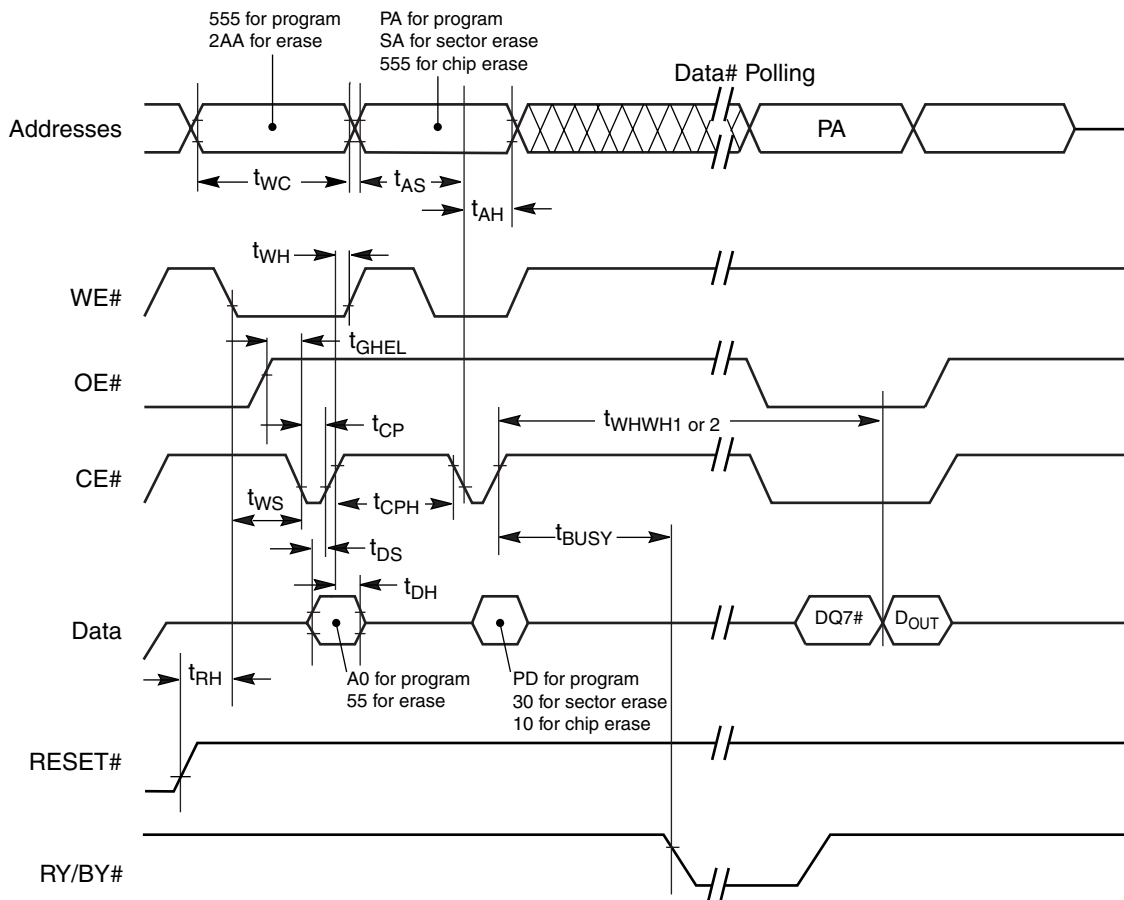 555 for program
2AA for erase
PA for program
SA for sector erase
555 for chip erase
Data# Polling
Addresses
PA
tWC
tAS
tAH
tWH
WE#
tGHEL
OE#
tWHWH1 or 2
tCP
CE#
tWS
tCPH
tBUSY
tDS
tDH
Data
DQ7#
DOUT
tRH
A0 for program
55 for erase
PD for program
30 for sector erase
10 for chip erase
RESET#
RY/BY#